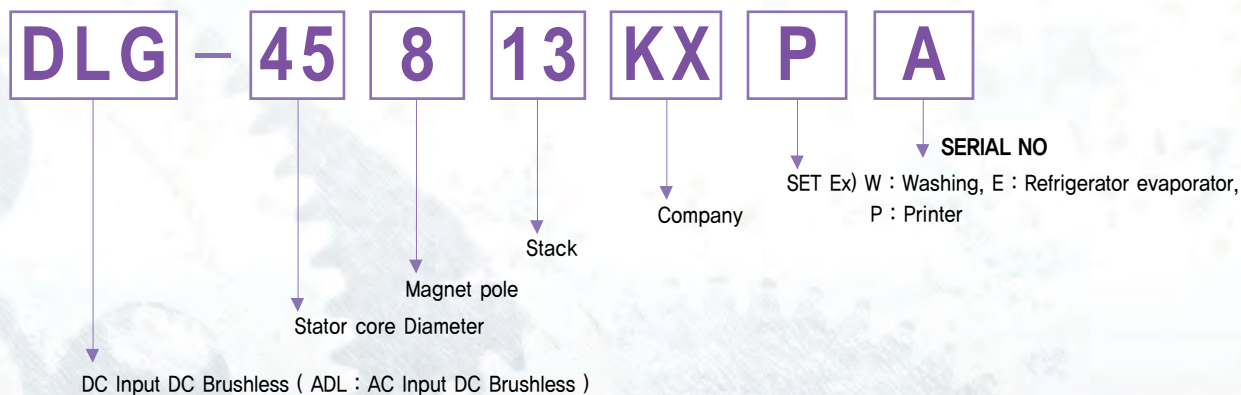 DLG - 45 8 13 KX P A
SERIAL NO
SET Ex) W : Washing, E : Refrigerator evaporator,
P : Printer
Company
Stack
Magnet pole
Stator core Diameter
DC Input DC Brushless ( ADL : AC Input DC Brushless )